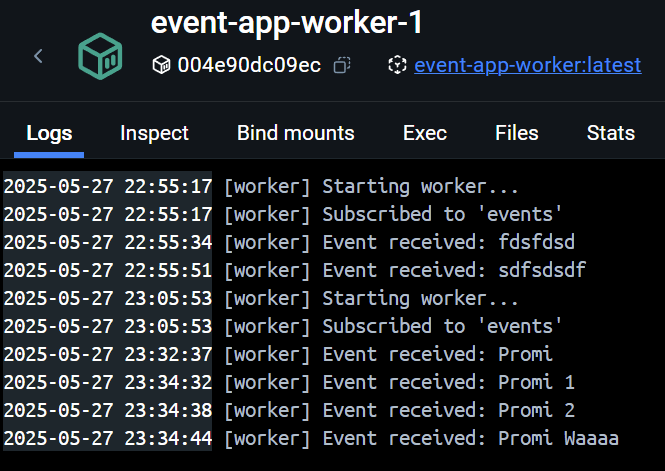 event-app-worker-1
004e90dc09ec event-app-worker:latest
Logs Inspect Bind mounts Exec Files Stats
2025-05-27 22:55:17 [worker] Starting worker...
2025-05-27 22:55:17 [worker] Subscribed to 'events'
2025-05-27 22:55:34 [worker] Event received: fdsfdsd
2025-05-27 22:55:51 [worker] Event received: sdfsdsdf
2025-05-27 23:05:53 [worker] Starting worker...
2025-05-27 23:05:53 [worker] Subscribed to 'events'
2025-05-27 23:32:37 [worker] Event received: Promi
2025-05-27 23:34:32 [worker] Event received: Promi 1
2025-05-27 23:34:38 [worker] Event received: Promi 2
2025-05-27 23:34:44 [worker] Event received: Promi Waaaa